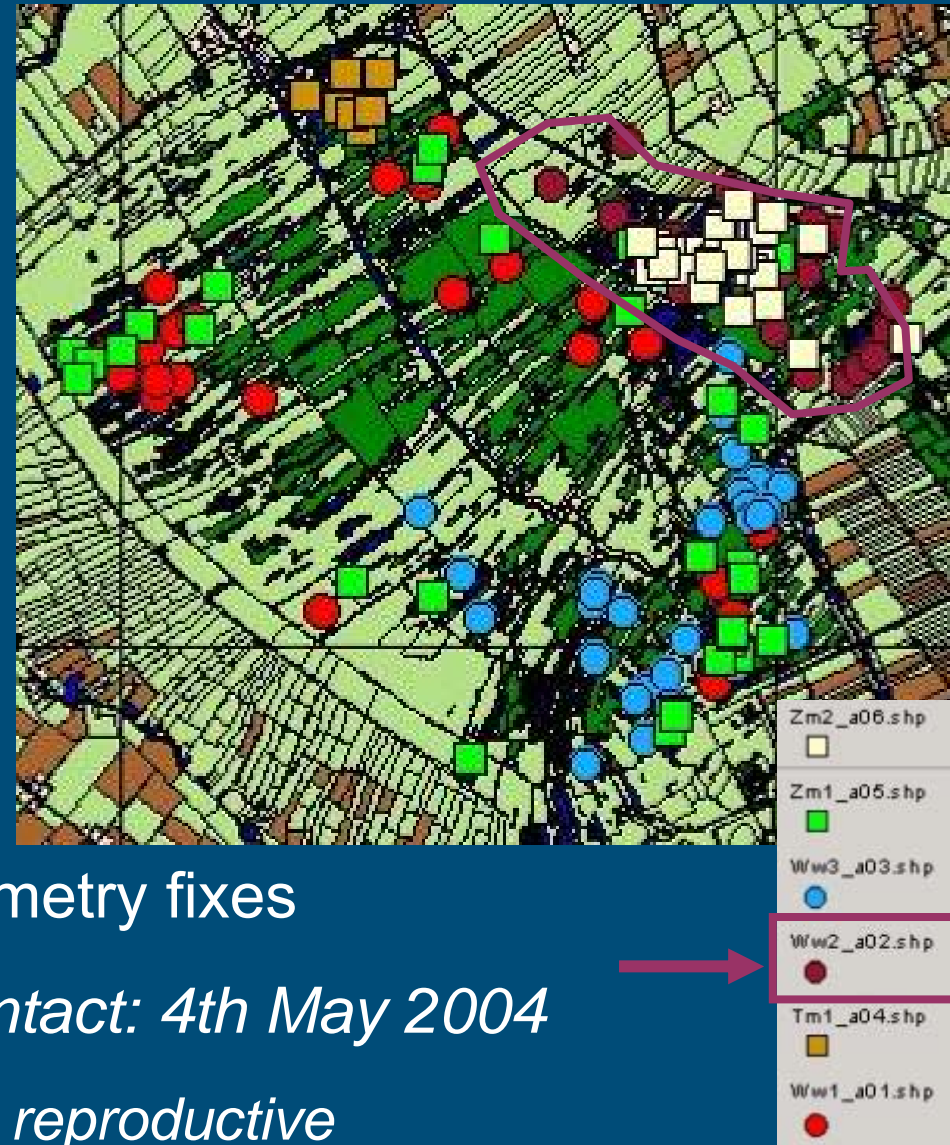 Zm2_a06.shp
Zm1_a05.shp
Ww3_a03.shp
Ww2_a02.shp
Tm1_a04.shp
Ww1_a01.shp
metry fixes
ntact: 4th May 2004
reproductive